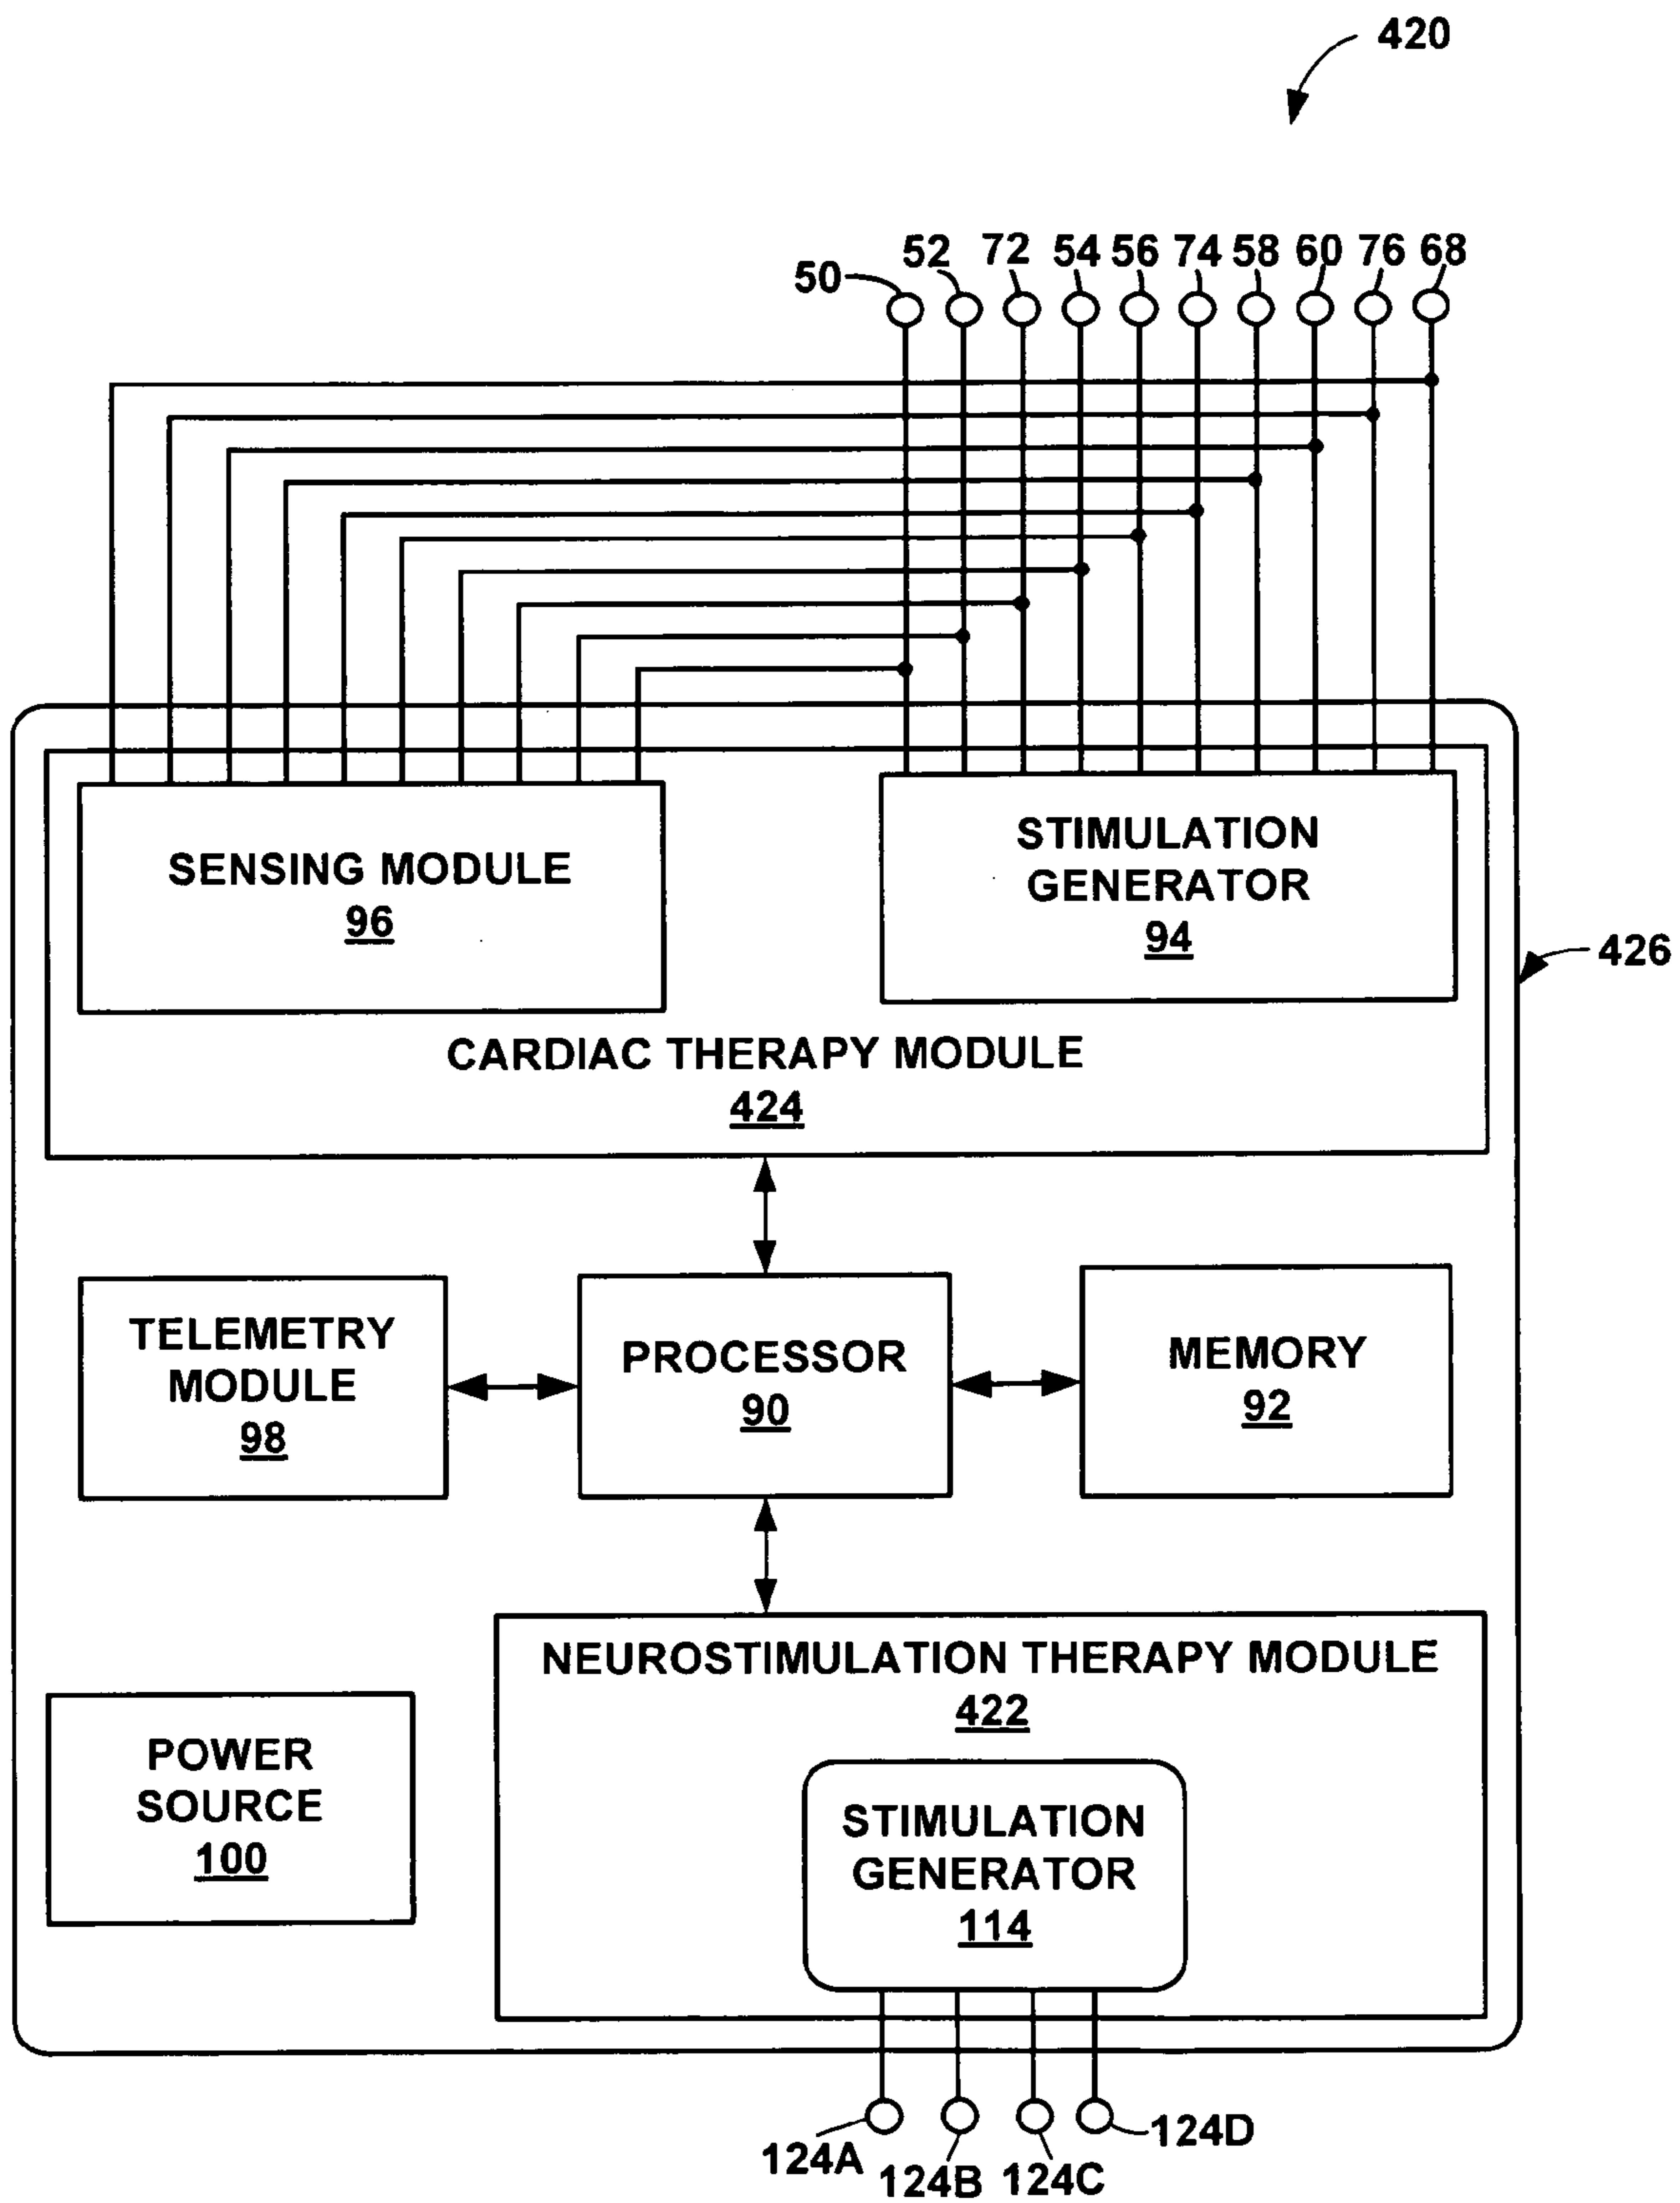 420
50 52 72 54 56 74 58 60 76 68
SENSING MODULE
96
STIMULATION
GENERATOR
94
426
CARDIAC THERAPY MODULE
424
TELEMETRY
MODULE
98
PROCESSOR
90
MEMORY
92
NEUROSTIMULATION THERAPY MODULE
422
POWER
SOURCE
100
STIMULATION
GENERATOR
114
124A 124B 124C 124D